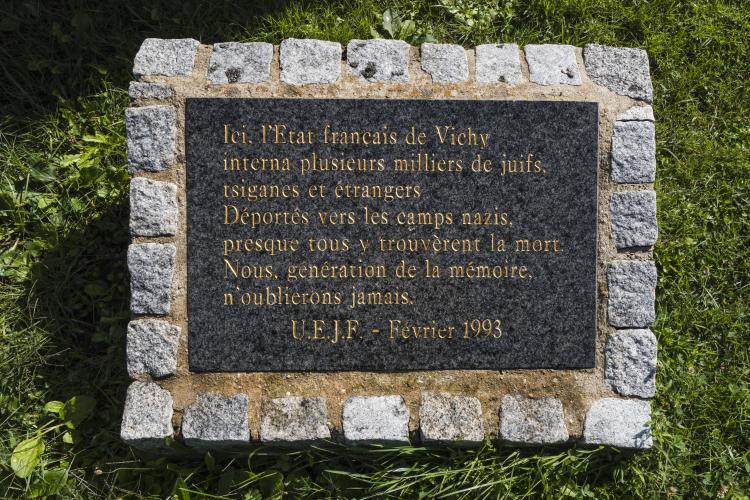 Ici, l'Etat français de Vichy
interna plusieurs milliers de juifs,
tsiganes et étrangers
Déportés vers les camps nazis,
presque tous y trouvèrent la mort.
Nous, génération de la mémoire,
n'oublierons jamais.
U.E.J.F. - Février 1993